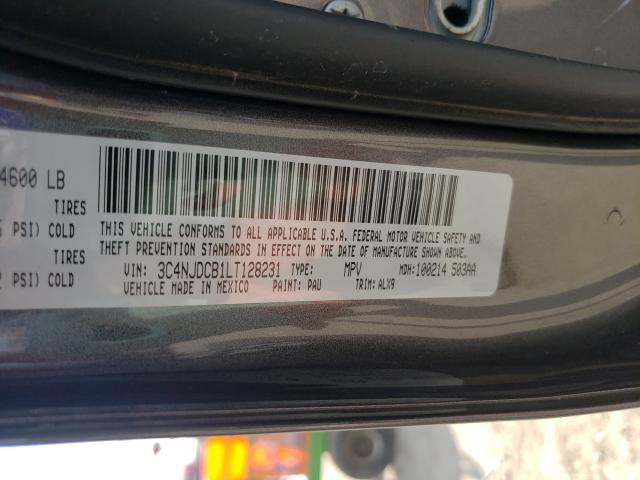 4600 LB
TIRES
PSI) COLD
TIRES
PSI) COLD
THIS VEHICLE CONFORMS TO ALL APPLICABLE U.S.A. FEDERAL MOTOR VEHICLE SAFETY AND
THEFT PREVENTION STANDARDS IN EFFECT ON THE DATE OF MANUFACTURE SHOWN ABOVE.
VIN: 3C4NJDCB1LT128231 TYPE: MPV MDH:100214 503AA
VEHICLE MADE IN MEXICO PAINT: PAU TRIM:ALX9